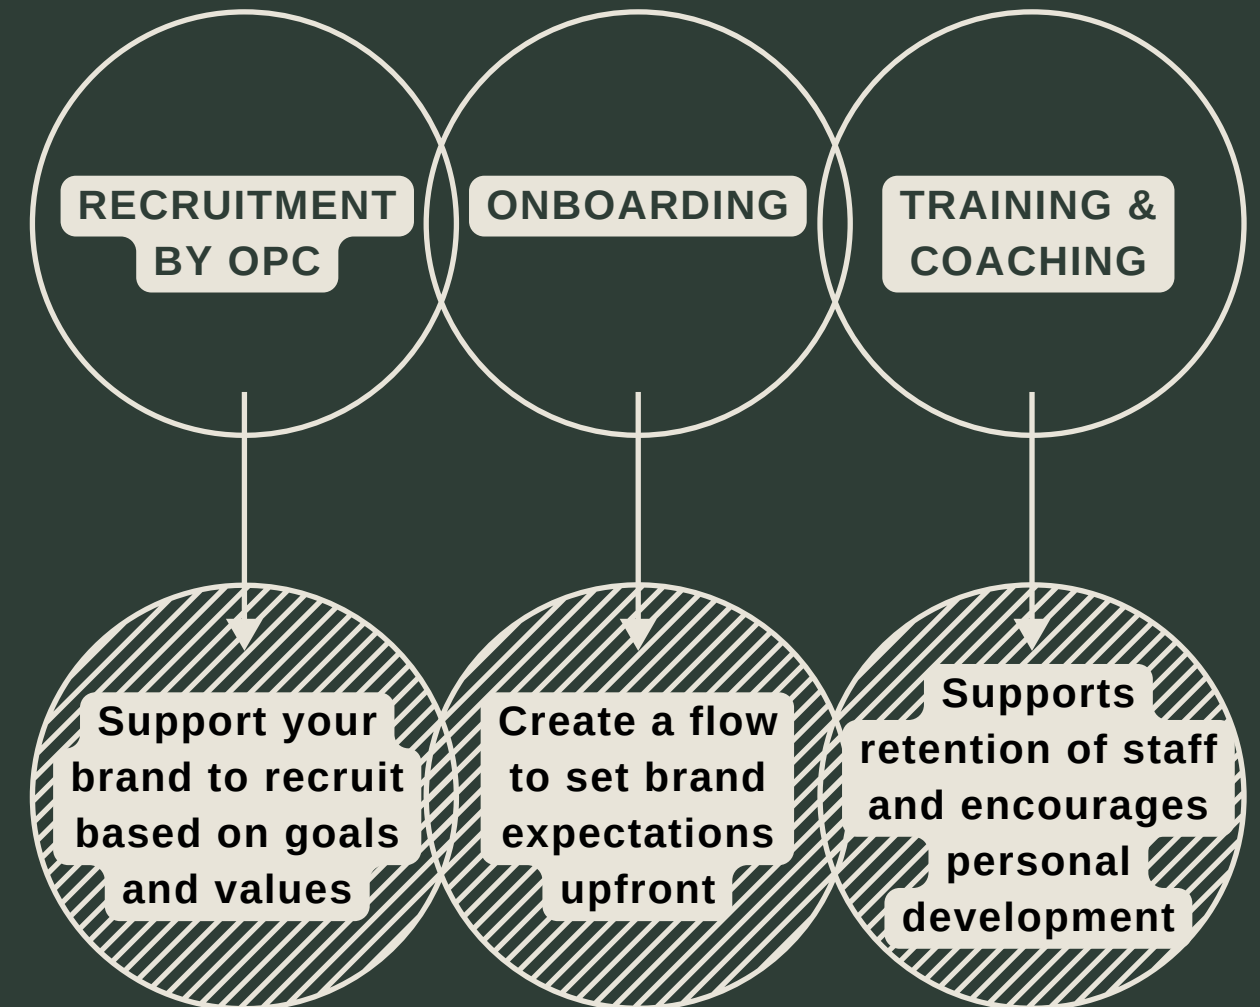 RECRUITMENT
BY OPC
ONBOARDING
TRAINING &
COACHING
Support your
brand to recruit
based on goals
and values
Create a flow
to set brand
expectations
upfront
Supports
retention of staff
and encourages
personal
development